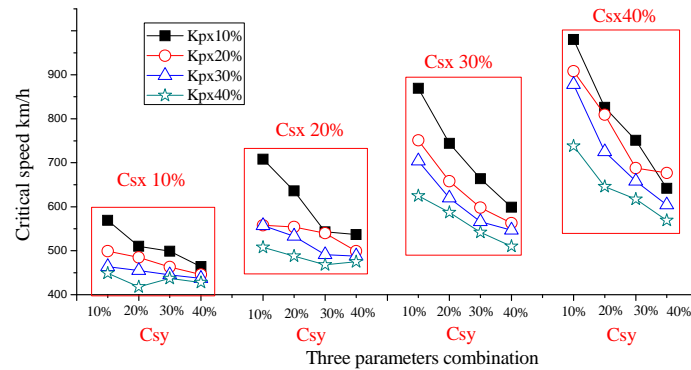 Csx40%
Kpx10%
Kpx20%
Kpx30%
Kpx40%
Csx 30%
Csx 20%
Csx 10%
Critical speed km/h
900
800
700
600
500
400
10% 20% 30% 40% 10% 20% 30% 40% 10% 20% 30% 40% 10% 20% 30% 40%
Csy Csy Csy Csy
Three parameters combination